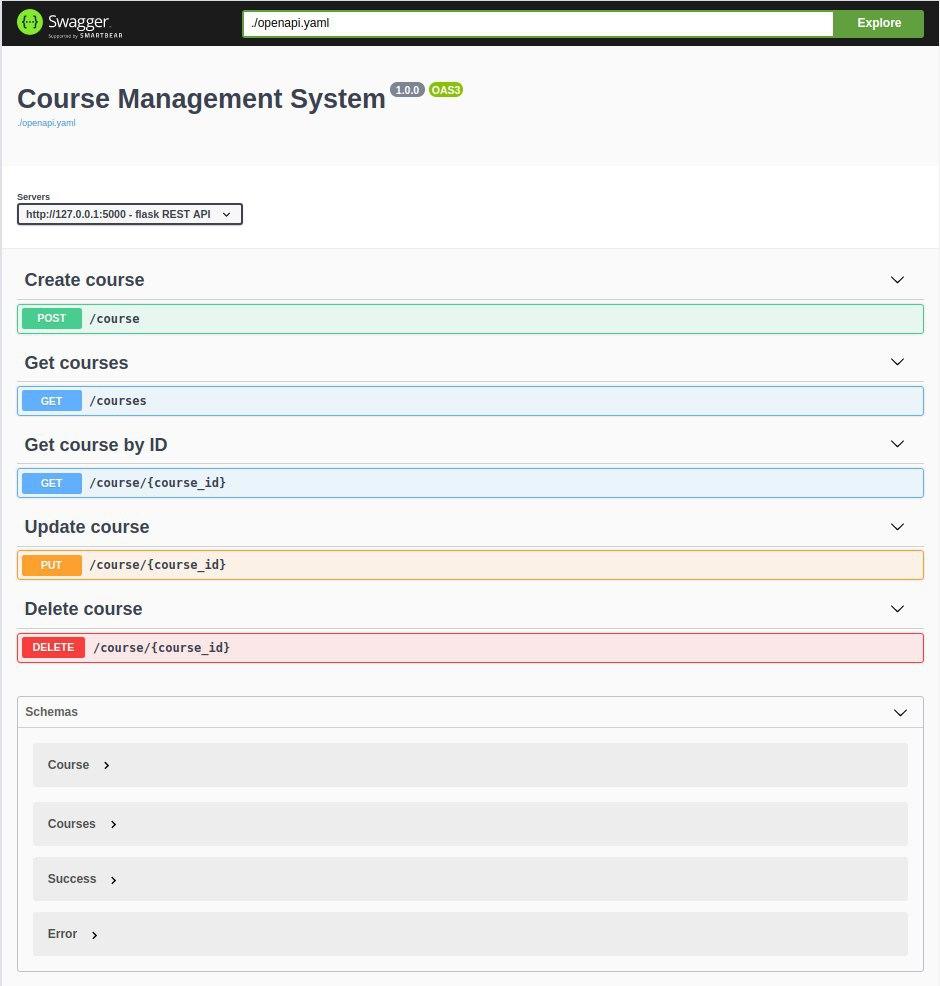 {···} Swagger.
Supported by SMARTBEAR
./openapi.yaml
Explore
Course Management System 1.0.0 OAS3
./openapi.yaml
Servers
http://127.0.0.1:5000 - flask REST API
Create course
POST /course
Get courses
GET /courses
Get course by ID
GET /course/{course_id}
Update course
PUT /course/{course_id}
Delete course
DELETE /course/{course_id}
Schemas
Course
Courses
Success
Error